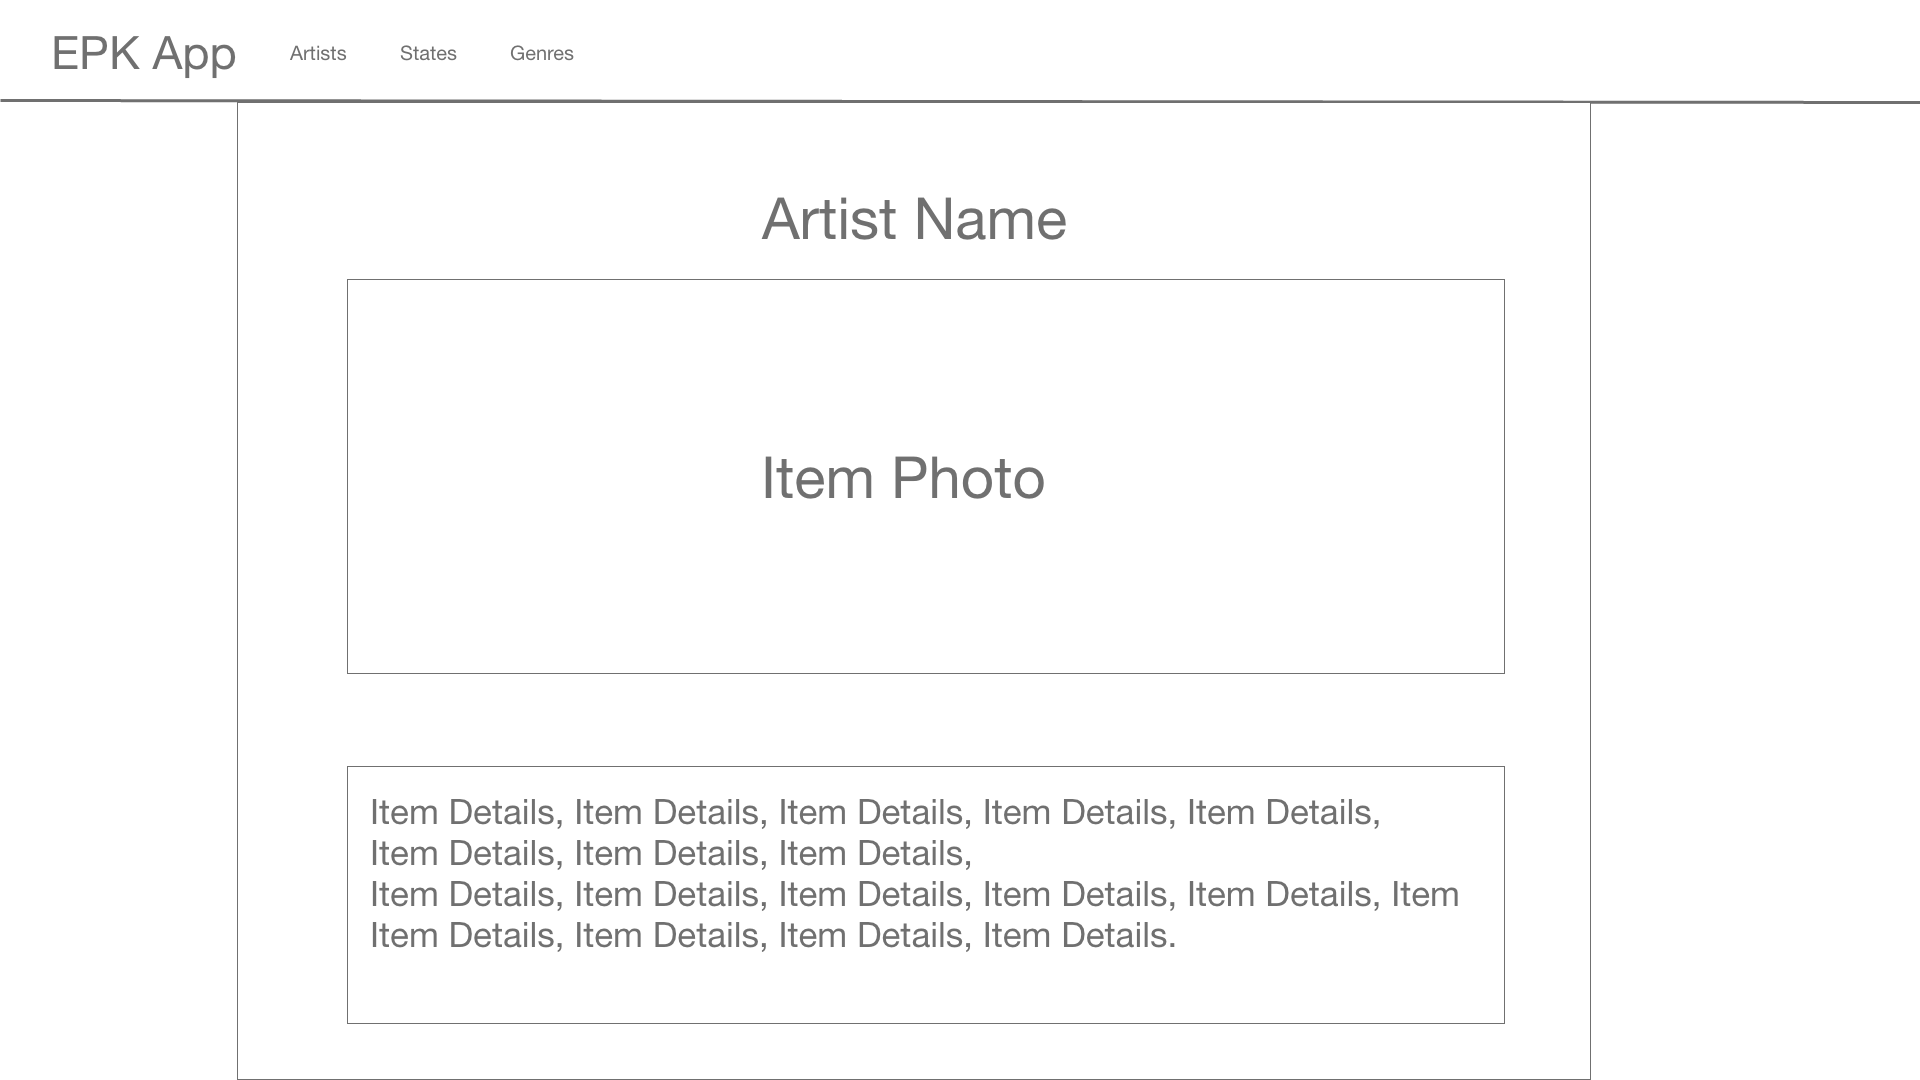 EPK App Artists States Genres
Artist Name
Item Photo
Item Details, Item Details, Item Details, Item Details, Item Details,
Item Details, Item Details, Item Details,
Item Details, Item Details, Item Details, Item Details, Item Details, Item
Item Details, Item Details, Item Details, Item Details.